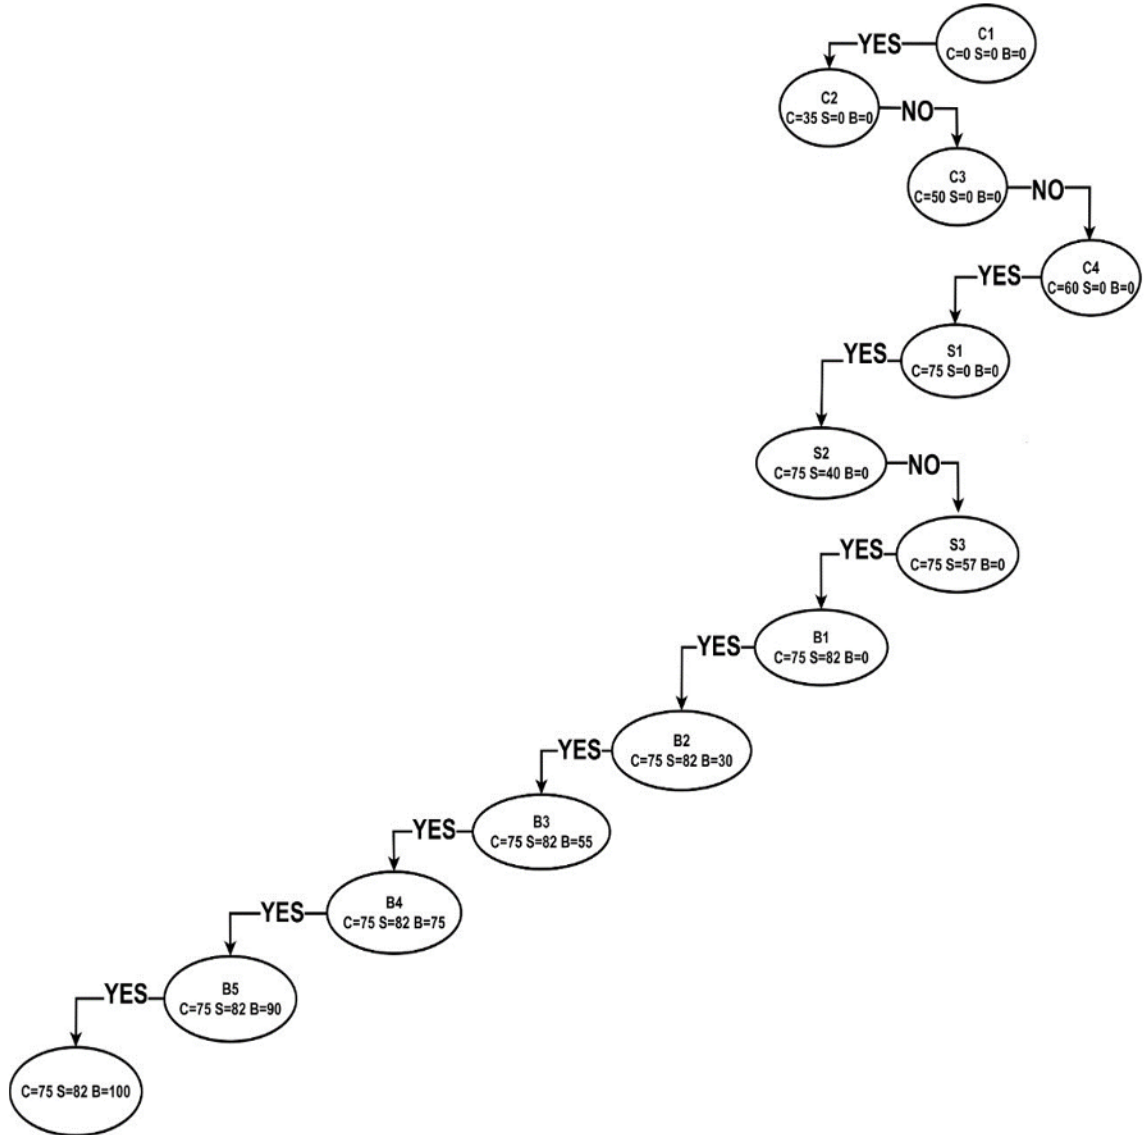 C1
C=0 S=0 B=0
YES
C2
C=35 S=0 B=0
NO
C3
C=50 S=0 B=0
NO
C4
C=60 S=0 B=0
YES
S1
C=75 S=0 B=0
YES
S2
C=75 S=40 B=0
NO
S3
C=75 S=57 B=0
YES
B1
C=75 S=82 B=0
YES
B2
C=75 S=82 B=30
YES
B3
C=75 S=82 B=55
YES
B4
C=75 S=82 B=75
YES
B5
C=75 S=82 B=90
YES
C=75 S=82 B=100